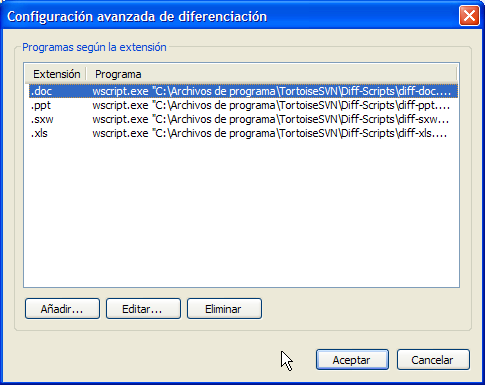 Configuración avanzada de diferenciación
Programas según la extensión
Extensión Programa
.doc wscript.exe "C:\Archivos de programa\TortoiseSVN\Diff-Scripts\diff-doc....
.ppt wscript.exe "C:\Archivos de programa\TortoiseSVN\Diff-Scripts\diff-ppt....
.sxw wscript.exe "C:\Archivos de programa\TortoiseSVN\Diff-Scripts\diff-sxw...
.xls wscript.exe "C:\Archivos de programa\TortoiseSVN\Diff-Scripts\diff-xls....
Añadir... Editar... Eliminar
Aceptar Cancelar